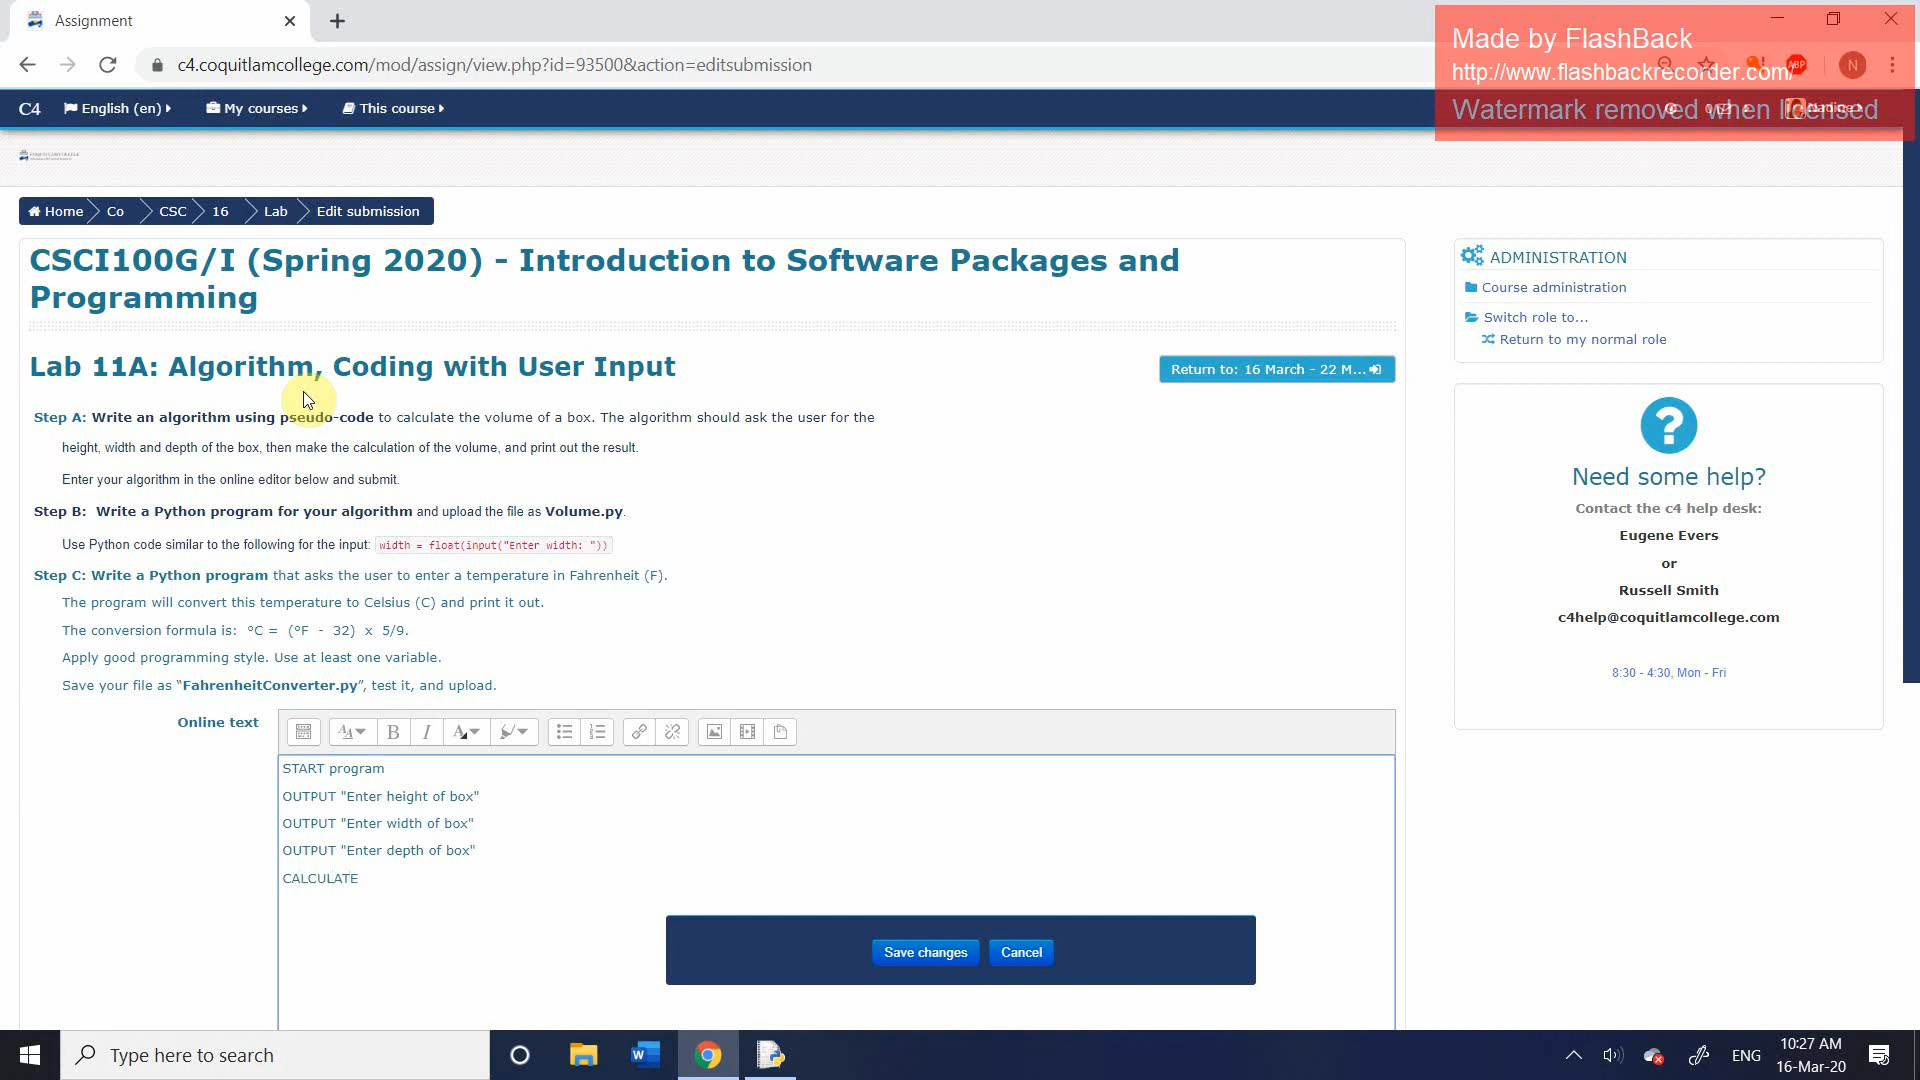 Assignment
c4.coquitlamcollege.com/mod/assign/view.php?id=93500&action=editsubmission
Made by FlashBack
http://www.flashbackrecorder.com/
Watermark removed when licensed
ABP
N
C4
English (en)
My courses
This course
Home
Co
CSC
16
Lab
Edit submission
CSCI100G/I (Spring 2020) - Introduction to Software Packages and
Programming
Lab 11A: Algorithm, Coding with User Input
Return to: 16 March - 22 M...
Step A: Write an algorithm using pseudo-code to calculate the volume of a box. The algorithm should ask the user for the
height, width and depth of the box, then make the calculation of the volume, and print out the result.
Enter your algorithm in the online editor below and submit.
Step B: Write a Python program for your algorithm and upload the file as Volume.py.
Use Python code similar to the following for the input: width = float(input("Enter width: "))
Step C: Write a Python program that asks the user to enter a temperature in Fahrenheit (F).
The program will convert this temperature to Celsius (C) and print it out.
The conversion formula is: °C = (°F - 32) x 5/9.
Apply good programming style. Use at least one variable.
Save your file as “FahrenheitConverter.py”, test it, and upload.
Online text
START program
OUTPUT "Enter height of box"
OUTPUT "Enter width of box"
OUTPUT "Enter depth of box"
CALCULATE
Save changes
Cancel
ADMINISTRATION
Course administration
Switch role to...
Return to my normal role
Need some help?
Contact the c4 help desk:
Eugene Evers
or
Russell Smith
c4help@coquitlamcollege.com
8:30 - 4:30, Mon - Fri
Type here to search
ENG
10:27 AM
16-Mar-20